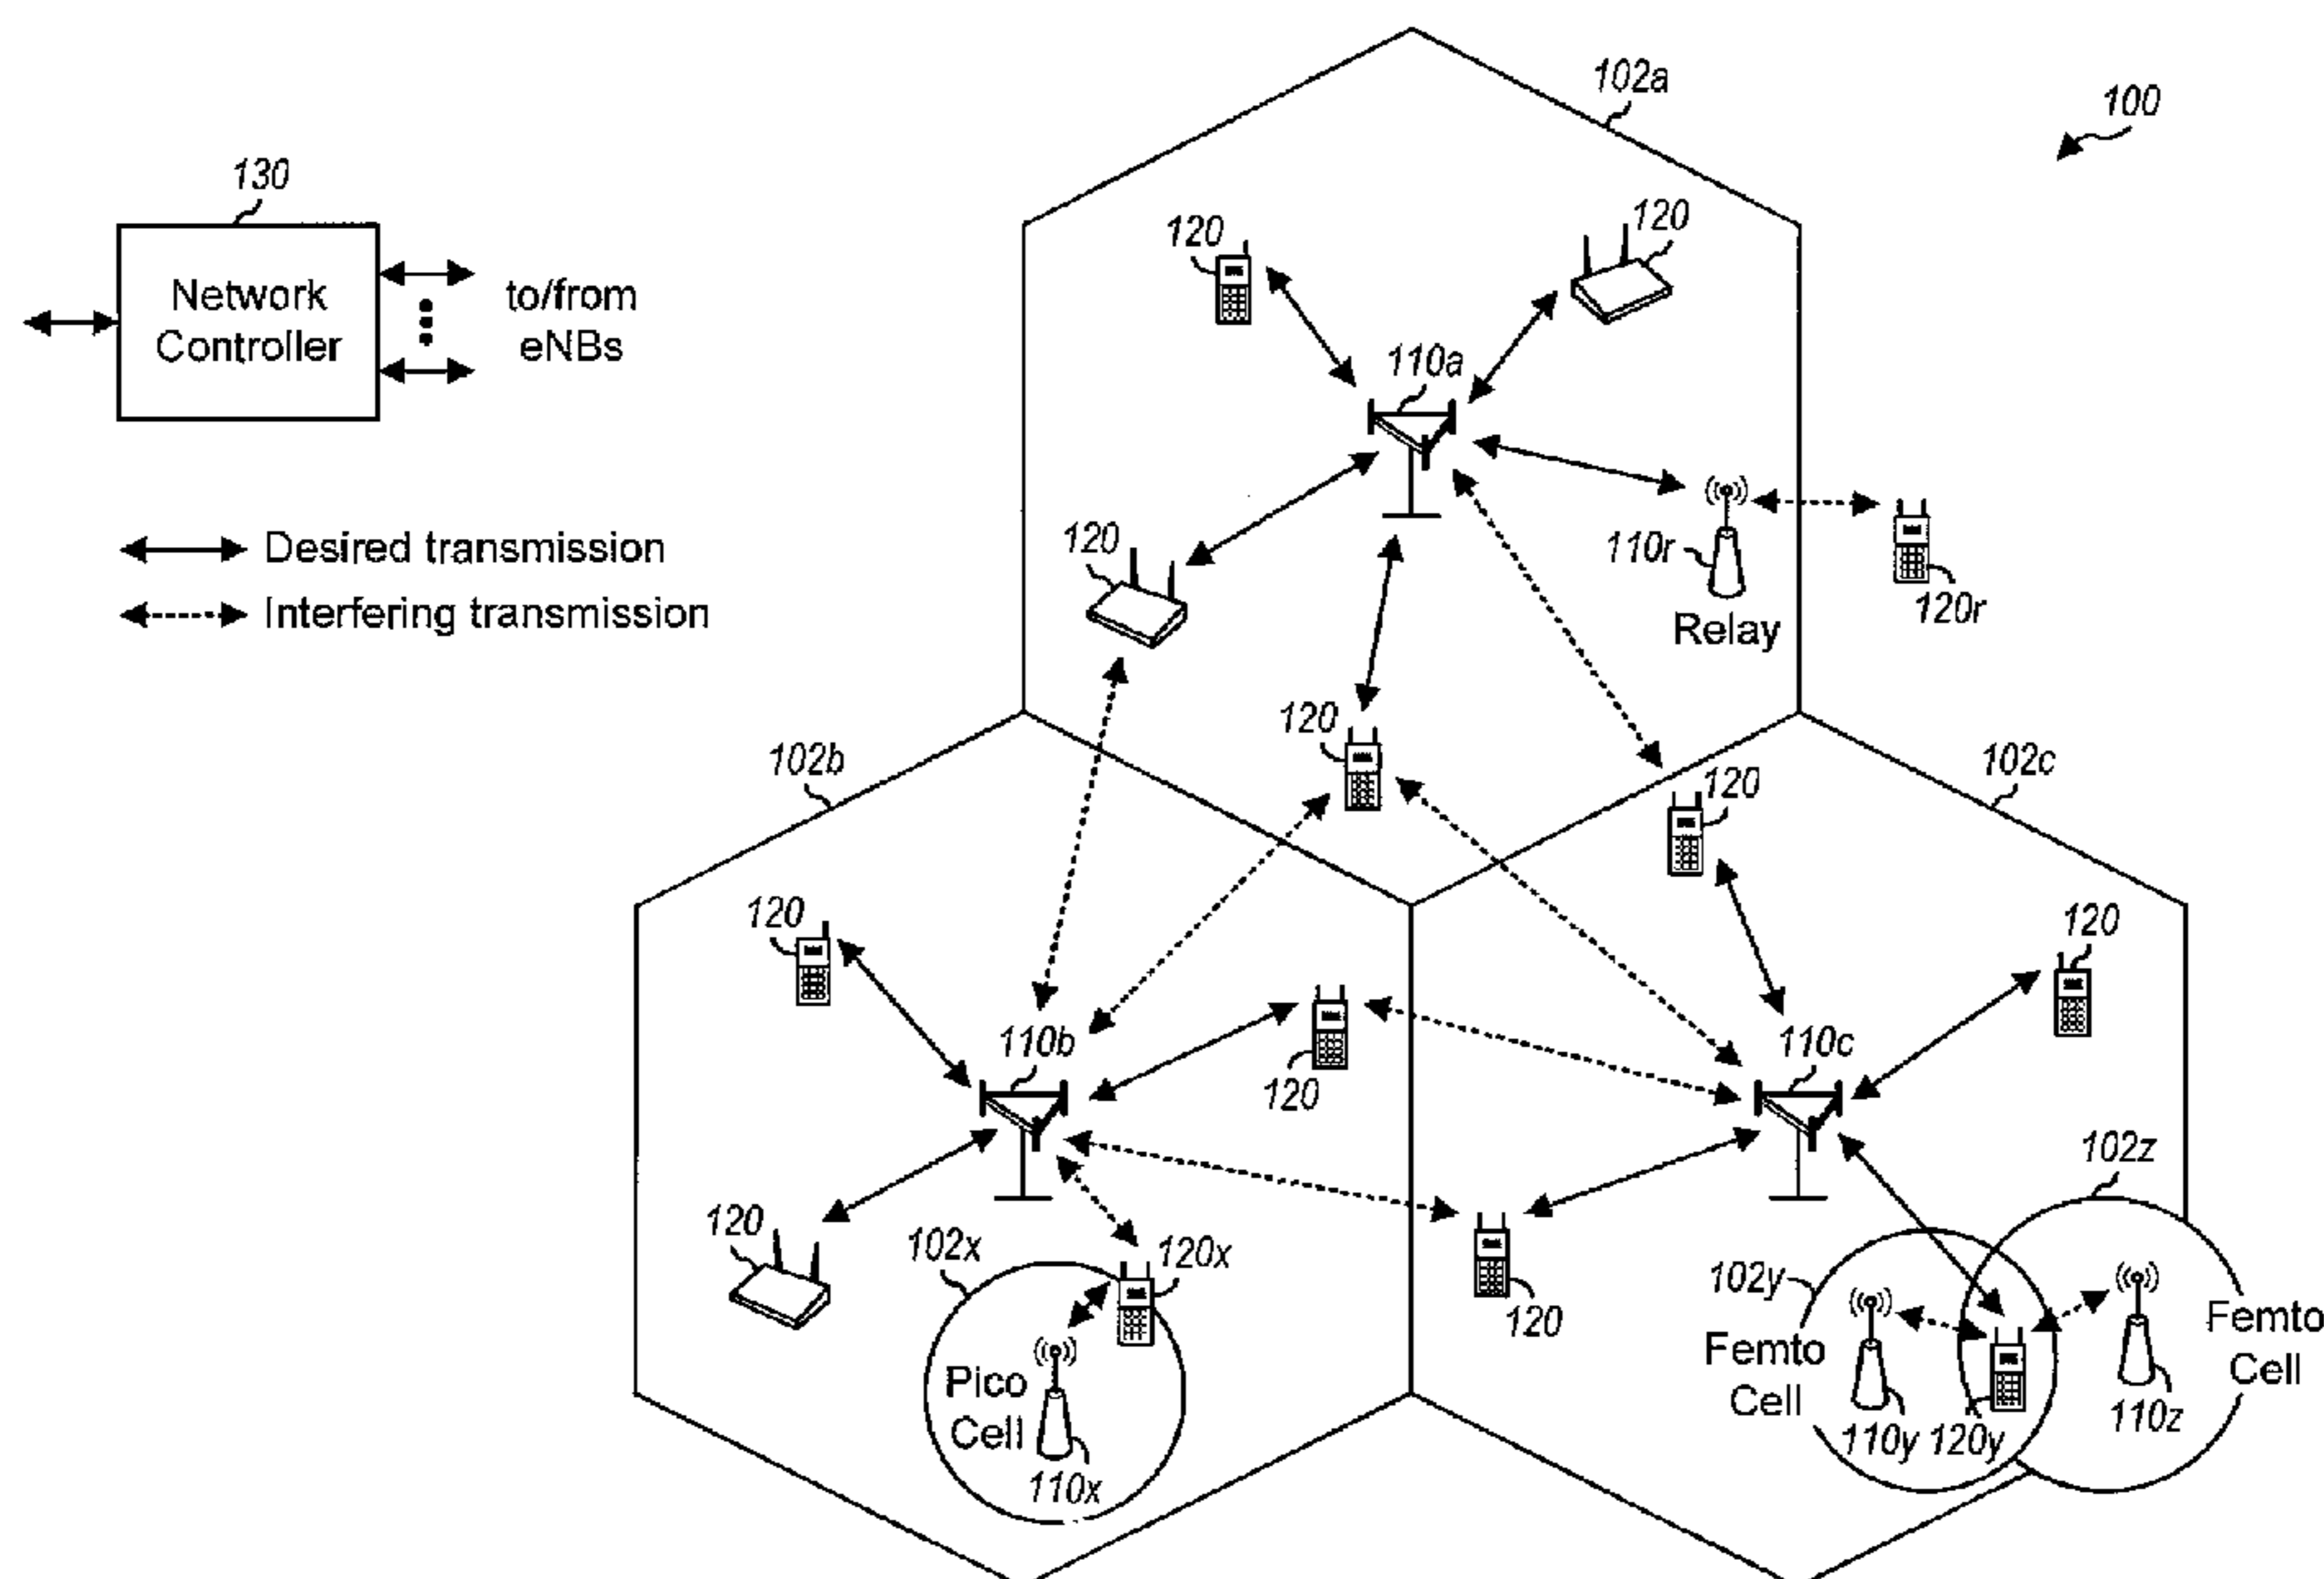 102a
100
130
120
120
Network
Controller
to/from
eNBs
110a
Desired transmission
Interfering transmission
120
110r
Relay
120r
120
102b
102c
120
120
120
110b
120
110c
102z
120
102x
120x
102y
120
Femto
Cell
Femto
Cell
Pico
Cell
110x
110y
120y
110z